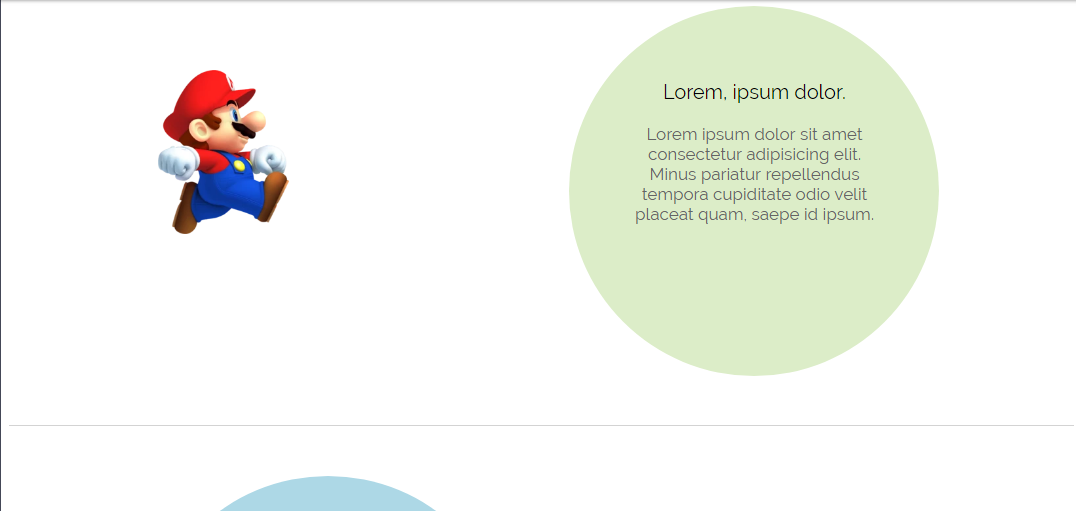 Lorem, ipsum dolor.
Lorem ipsum dolor sit amet
consectetur adipisicing elit.
Minus pariatur repellendus
tempora cupiditate odio velit
placeat quam, saepe id ipsum.